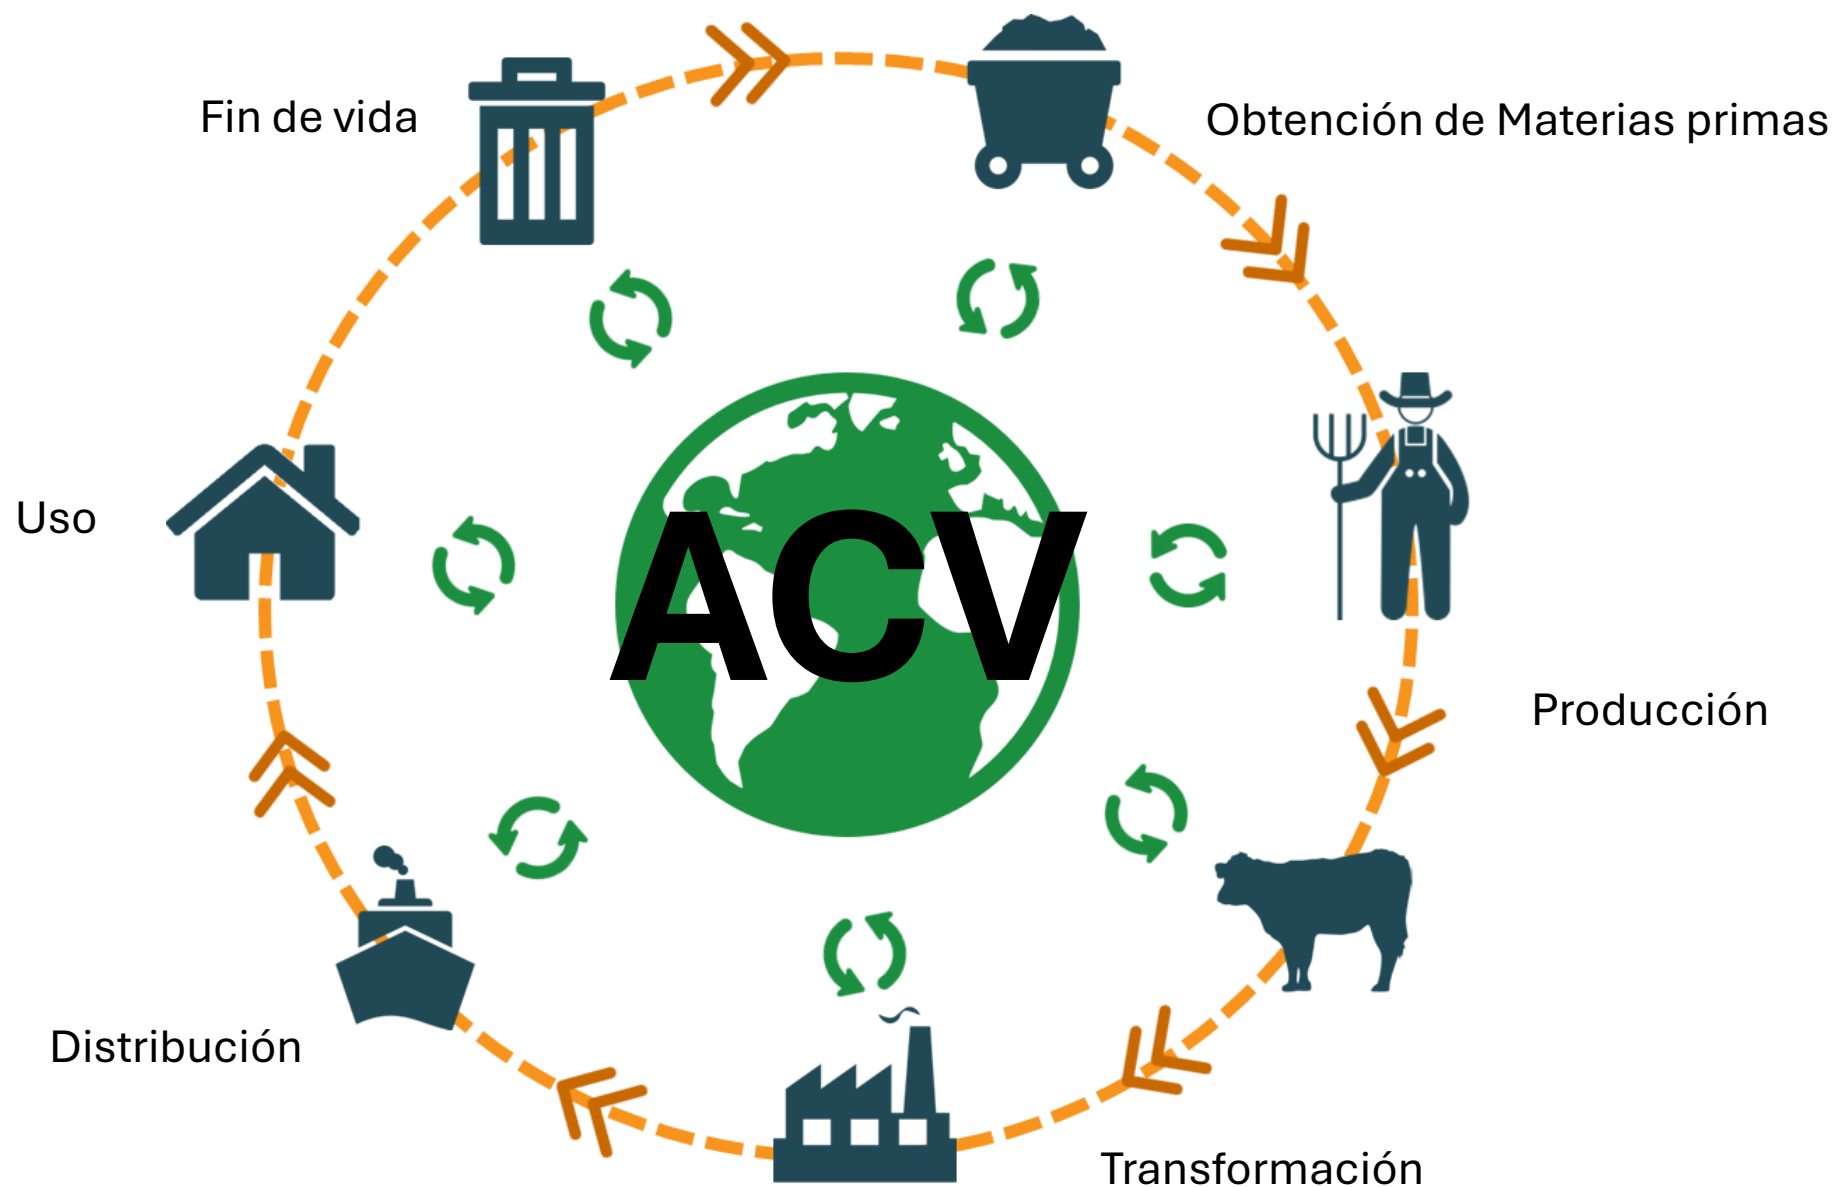 Fin de vida
Obtención de Materias primas
Uso
ACV
Producción
Distribución
Transformación